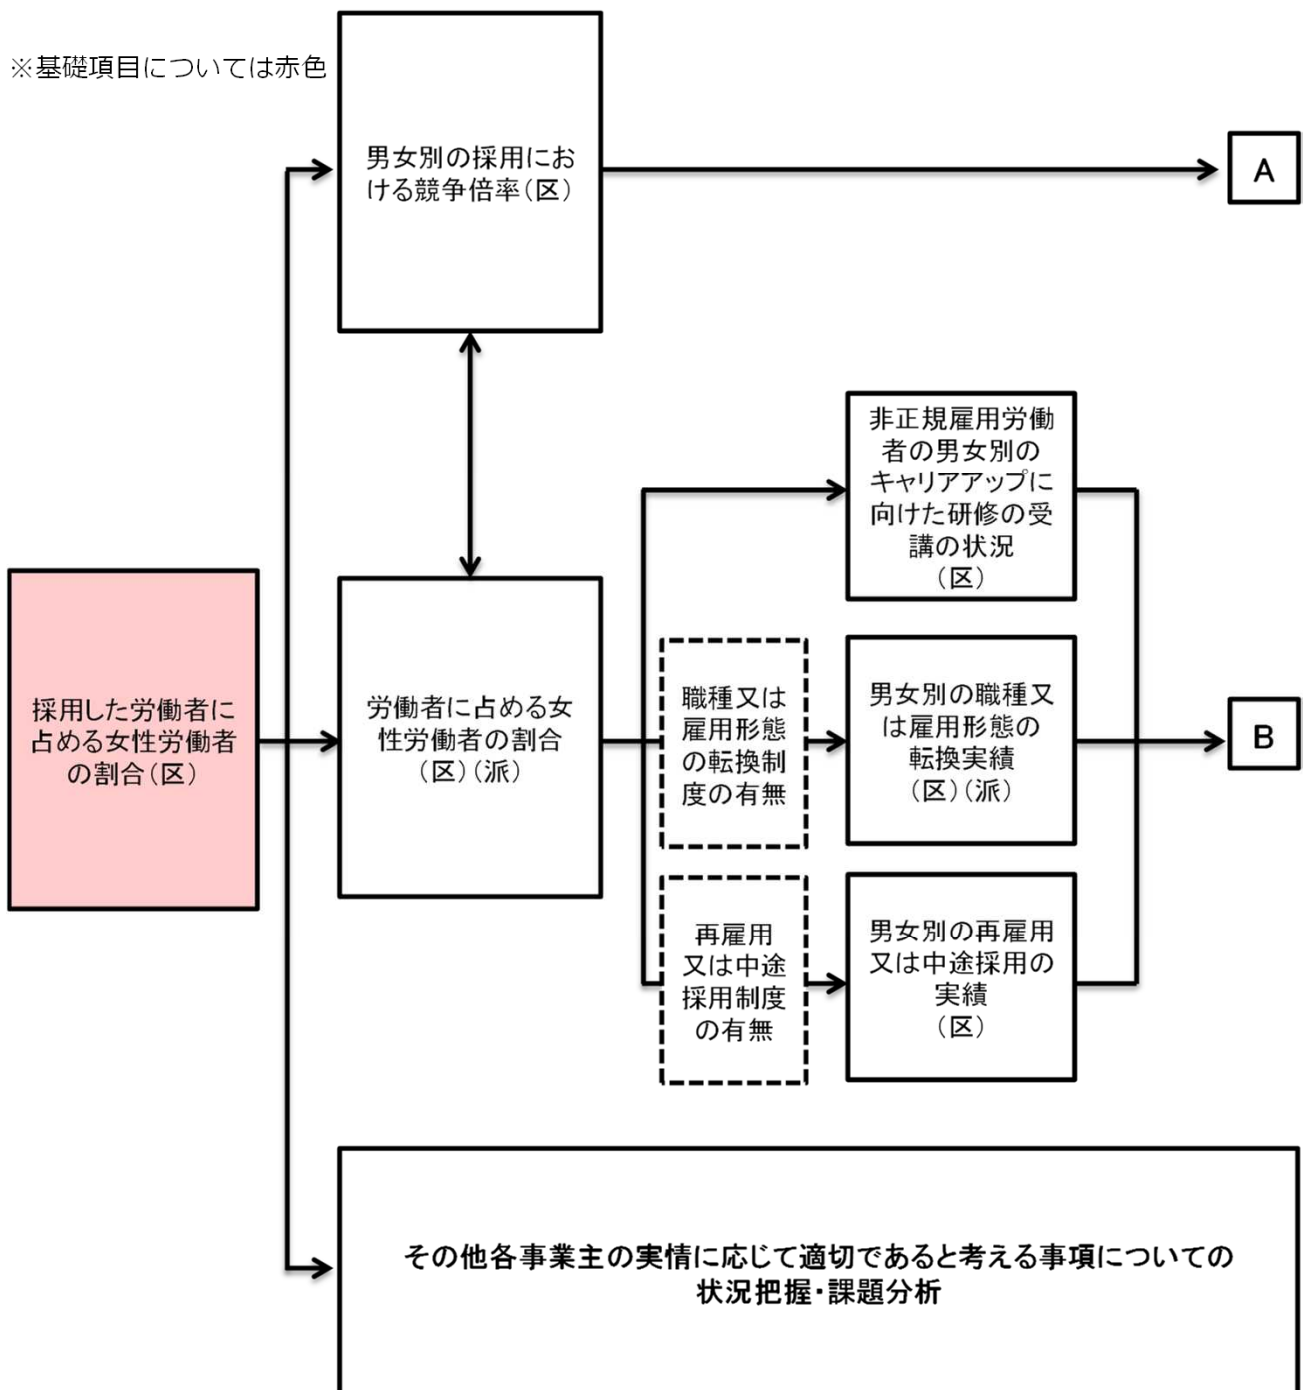 ※基礎項目については赤色
男女別の採用にお
ける競争倍率(区)
A
非正規雇用労働
者の男女別の
キャリアアップに
向けた研修の受
講の状況
(区)
採用した労働者に
占める女性労働者
の割合(区)
労働者に占める女
性労働者の割合
(区)(派)
職種又は
雇用形態
の転換制
度の有無
男女別の職種又
は雇用形態の
転換実績
(区)(派)
B
再雇用
又は中途
採用制度
の有無
男女別の再雇用
又は中途採用の
実績
(区)
その他各事業主の実情に応じて適切であると考える事項についての
状況把握・課題分析